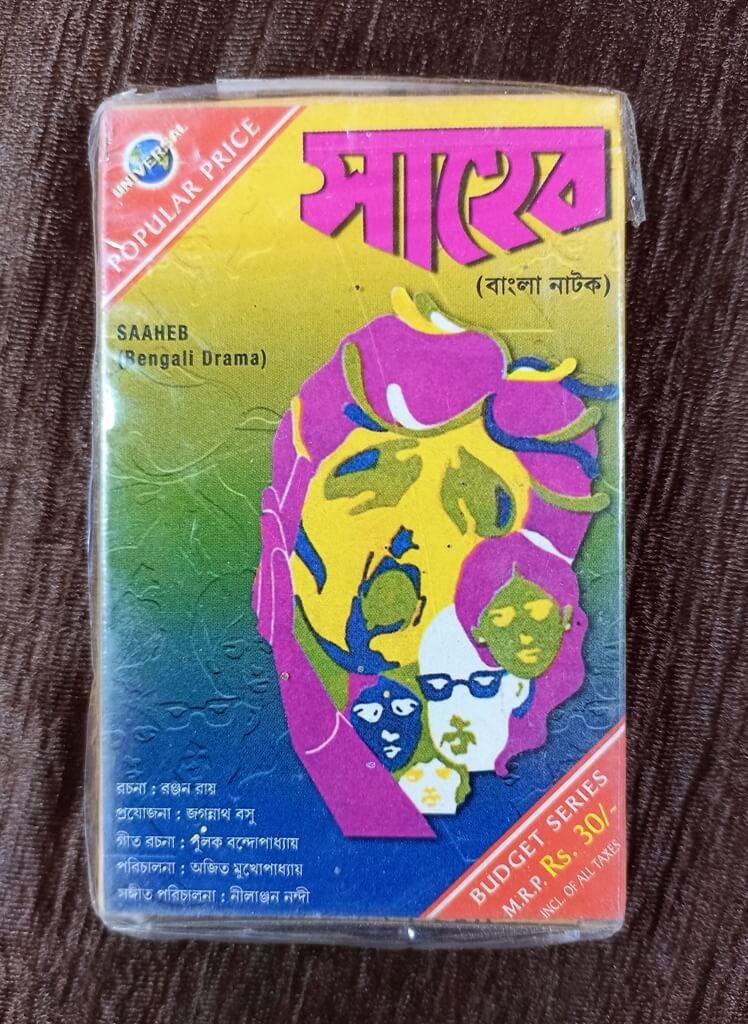 UNIVERSAL
POPULAR PRICE
সাহেব
(বাংলা নাটক)
SAAHEB
(Bengali Drama)
রচনা : রঞ্জন রায়
প্রযোজনা : জগন্নাথ বসু
গীত রচনা : পুলক বন্দোপাধ্যায়
পরিচালনা : অজিত মুখোপাধ্যায়
সঙ্গীত পরিচালনা : নীলাঞ্জন নন্দী
BUDGET SERIES
M.R.P. Rs. 30/-
INCL. OF ALL TAXES